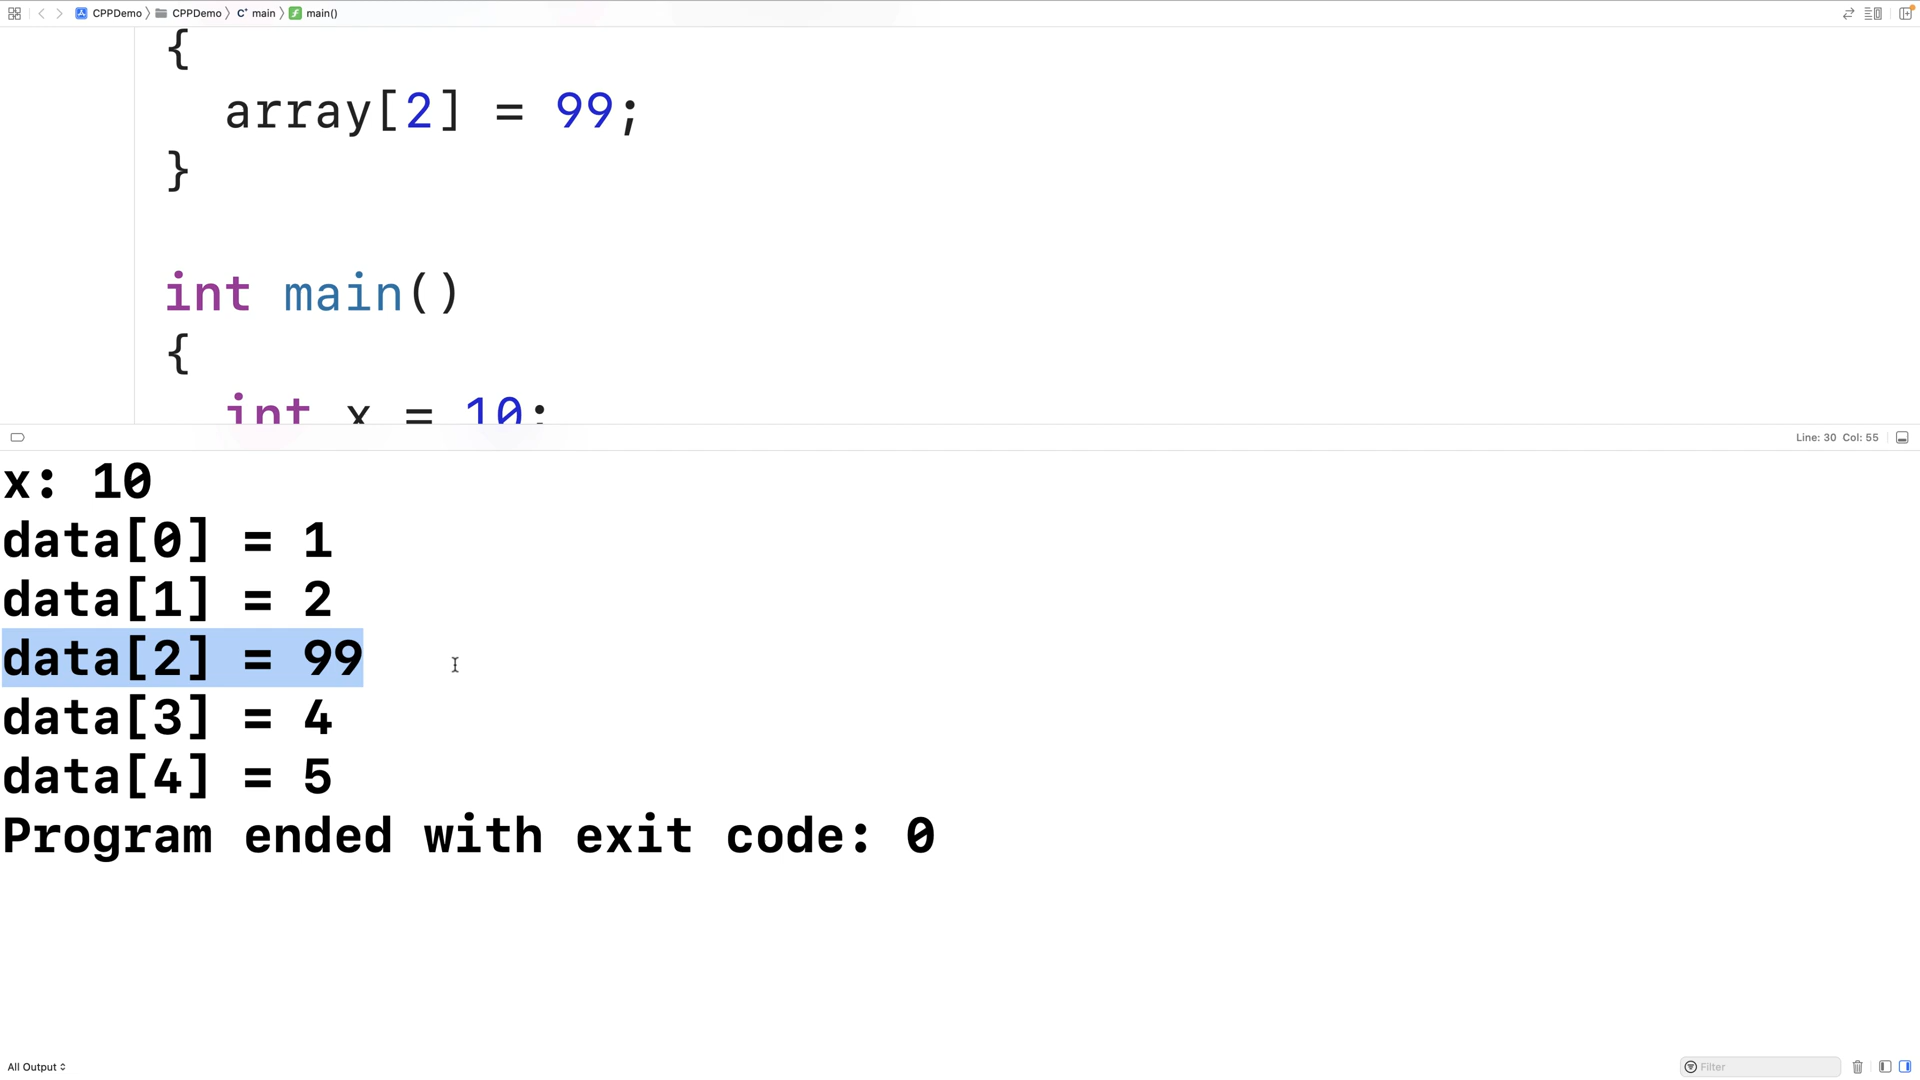 CPPDemo CPPDemo C+ main f main()
{
array[2] = 99;
}
int main()
{
int x = 10;
Line: 30 Col: 55
x: 10
data[0] = 1
data[1] = 2
data[2] = 99
data[3] = 4
data[4] = 5
Program ended with exit code: 0
All Output
Filter